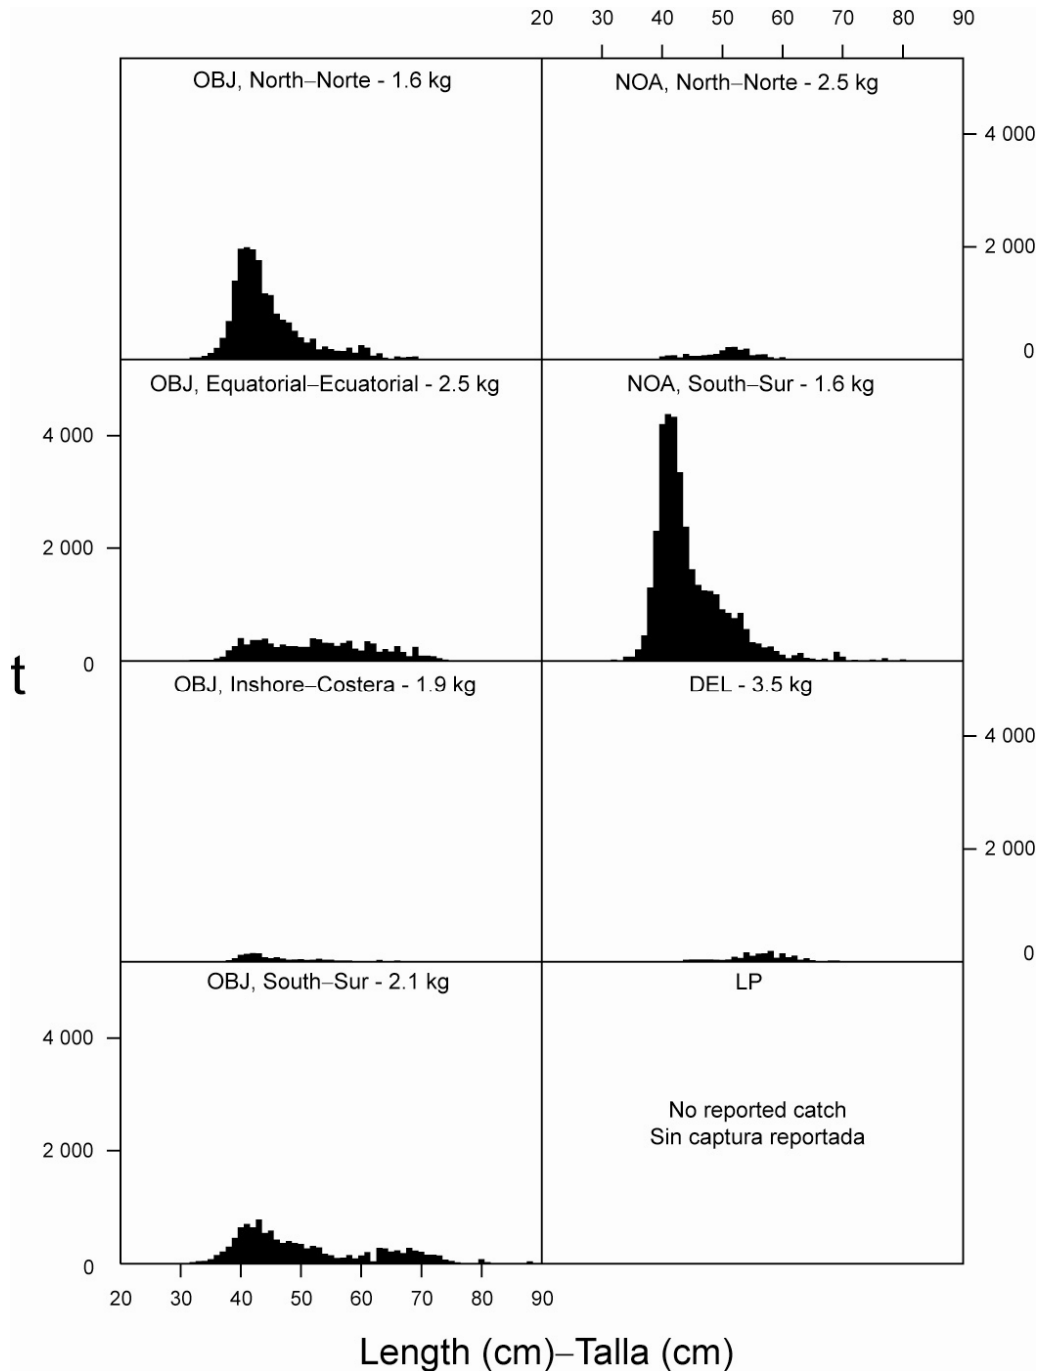 20 30 40 50 60 70 80 90
OBJ, North–Norte - 1.6 kg
NOA, North–Norte - 2.5 kg
4 000
2 000
0
OBJ, Equatorial–Ecuatorial - 2.5 kg
NOA, South–Sur - 1.6 kg
4 000
2 000
0
t
OBJ, Inshore–Costera - 1.9 kg
DEL - 3.5 kg
4 000
2 000
0
OBJ, South–Sur - 2.1 kg
LP
4 000
No reported catch
Sin captura reportada
2 000
0
20 30 40 50 60 70 80 90
Length (cm)–Talla (cm)